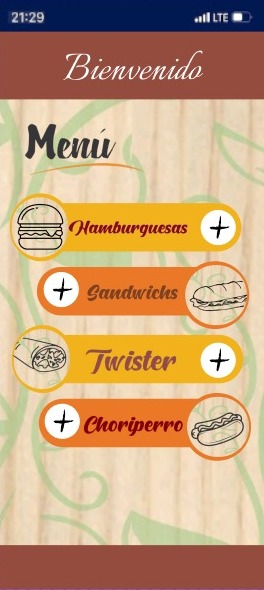 21:29 LTE
Bienvenido
Menú
Hamburguesas
Sandwichs
Twister
Choriperro